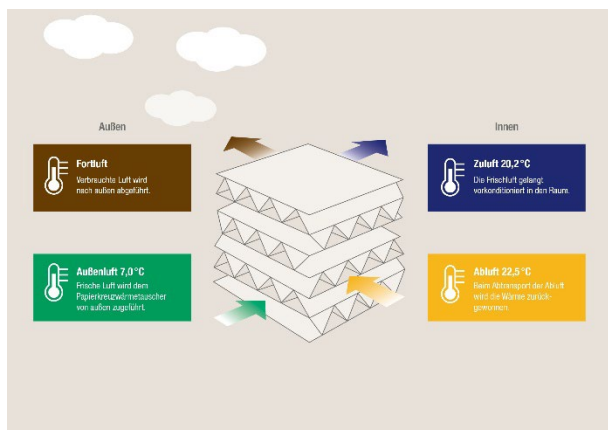 Außen
Innen
Fortluft
Verbrauchte Luft wird
nach außen abgeführt.
Zuluft 20,2°C
Die Frischluft gelangt
vorkonditioniert in den Raum.
Außenluft 7,0°C
Frische Luft wird dem
Papierkreuzwärmetauscher
von außen zugeführt.
Abluft 22,5°C
Beim Abtransport der Abluft
wird die Wärme zurück-
gewonnen.